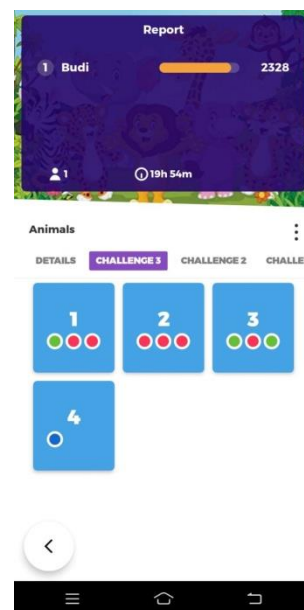 Report
1 Budi 2328
1 19h 54m
Animals
DETAILS CHALLENGE 3 CHALLENGE 2 CHALLE
1 2 3
4